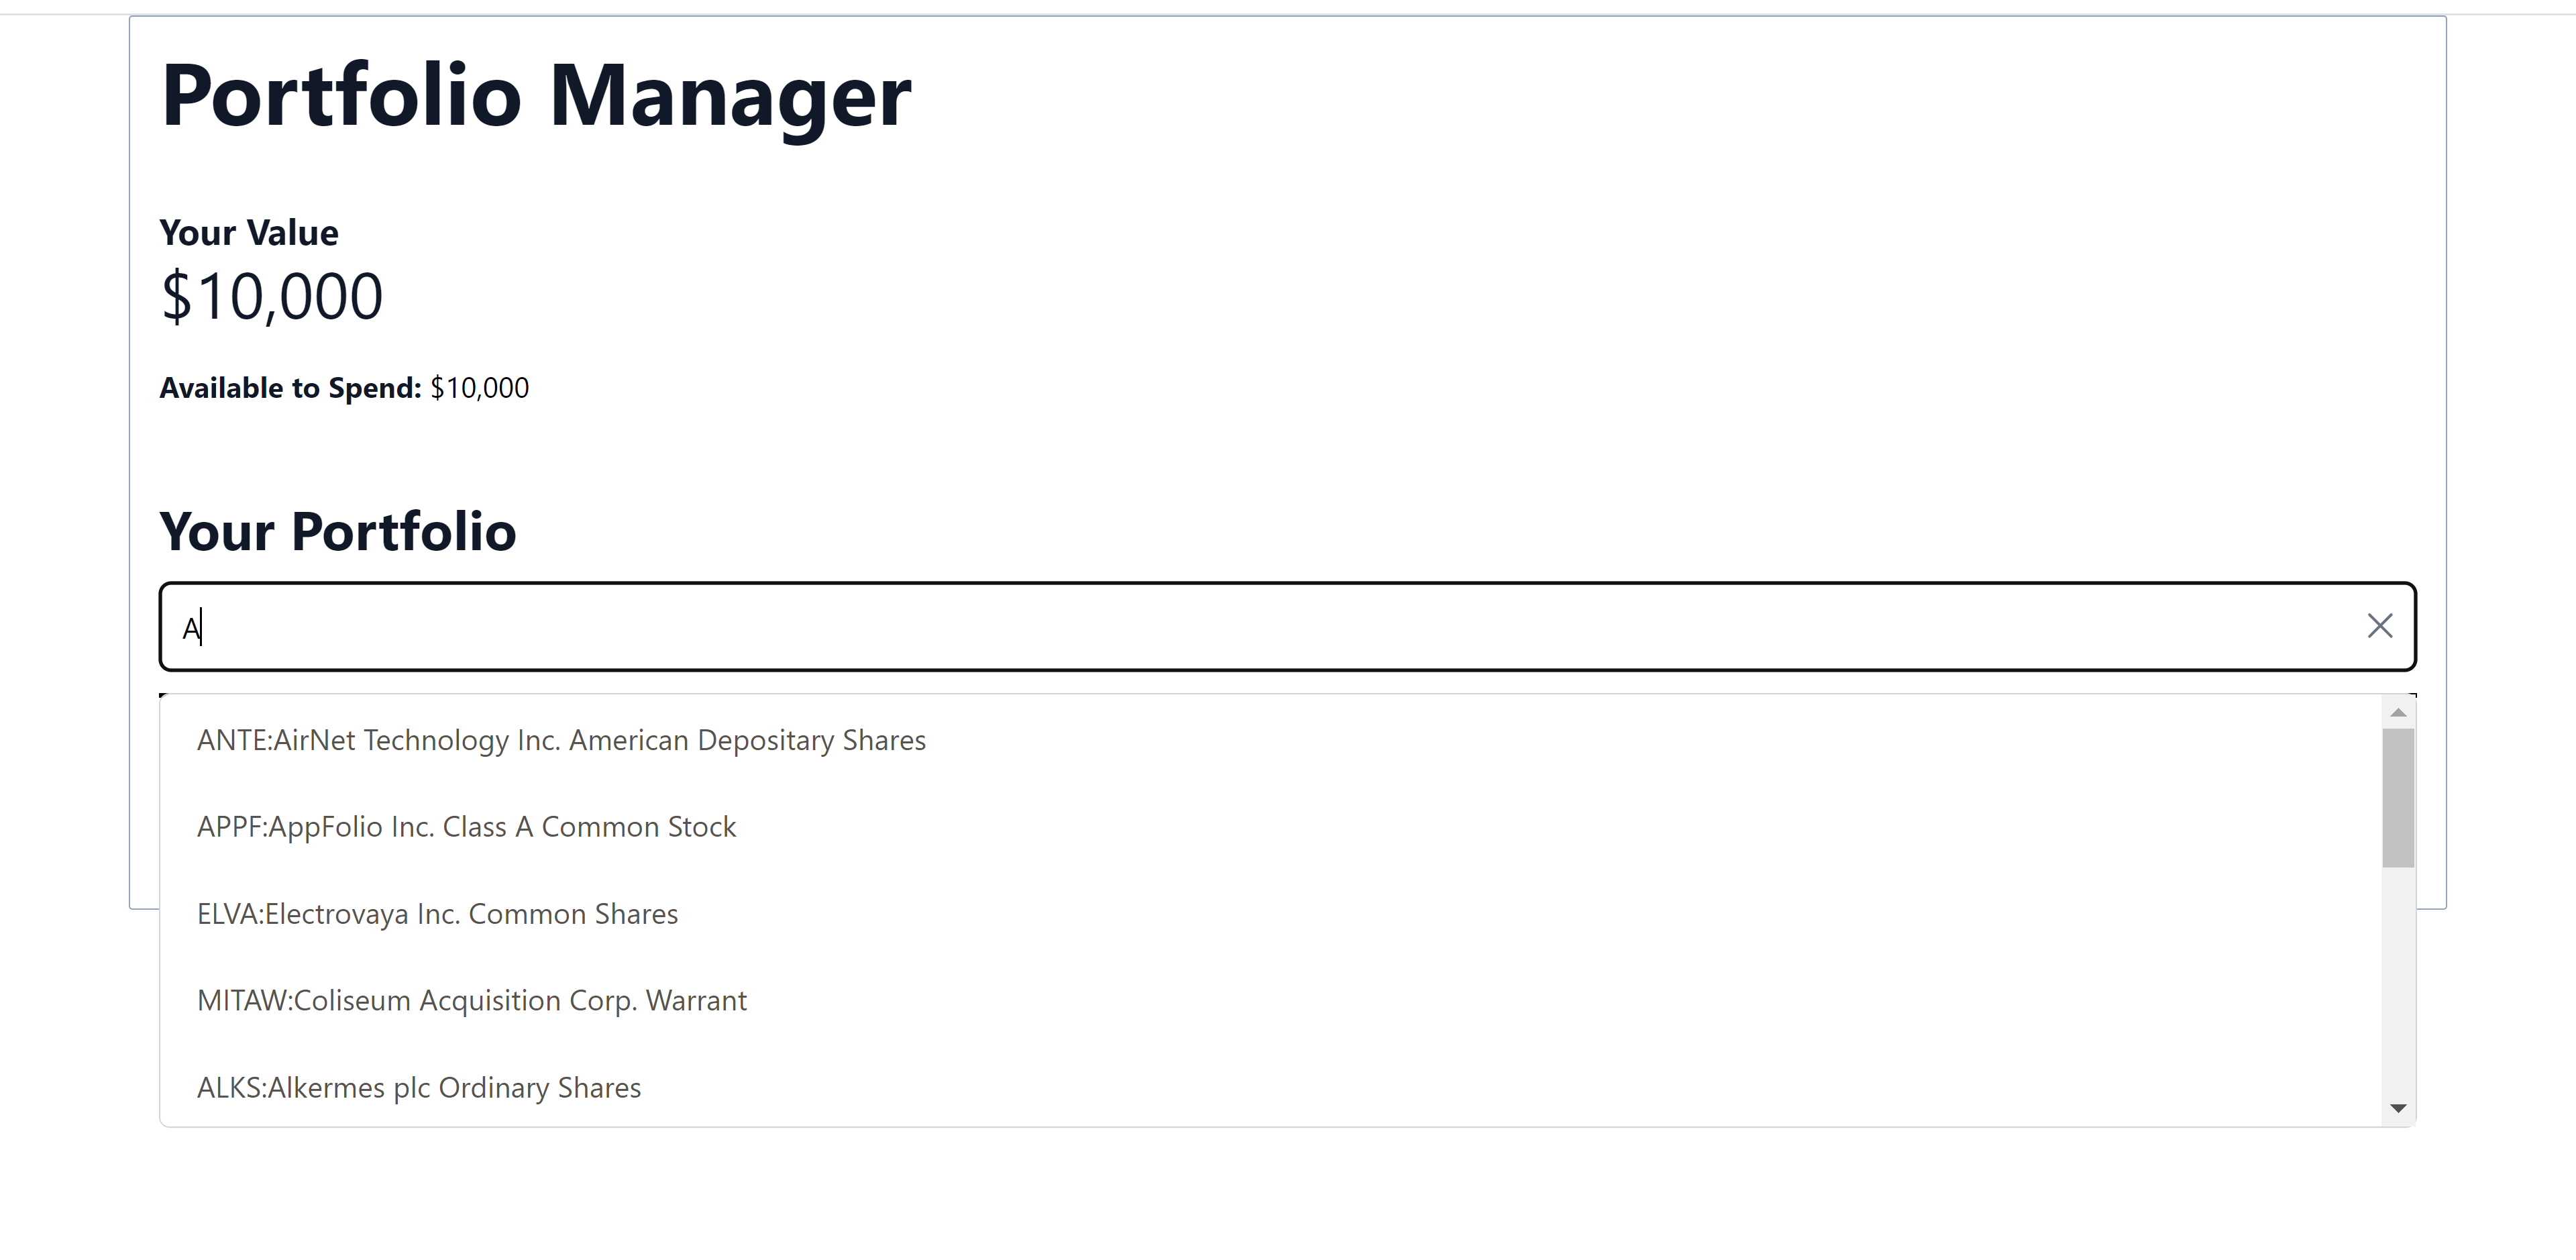 Portfolio Manager
Your Value
$10,000
Available to Spend: $10,000
Your Portfolio
A
ANTE:AirNet Technology Inc. American Depositary Shares
APPF:AppFolio Inc. Class A Common Stock
ELVA:Electrovaya Inc. Common Shares
MITAW:Coliseum Acquisition Corp. Warrant
ALKS:Alkermes plc Ordinary Shares